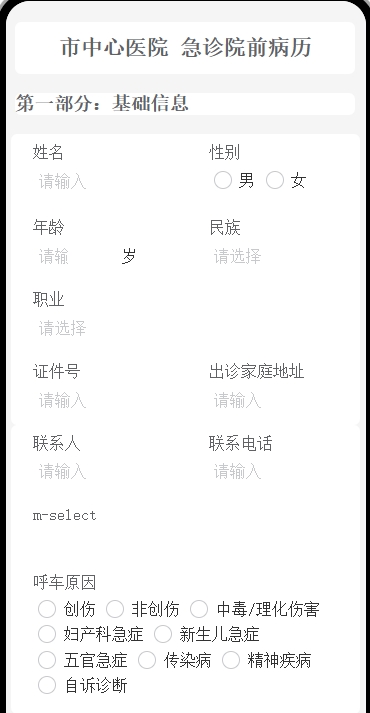 市中心医院 急诊院前病历
第一部分：基础信息
姓名 性别
请输入 男 女
年龄 民族
请输 岁 请选择
职业
请选择
证件号 出诊家庭地址
请输入 请输入
联系人 联系电话
请输入 请输入
m-select
呼车原因
创伤 非创伤 中毒/理化伤害
妇产科急症 新生儿急症
五官急症 传染病 精神疾病
自诉诊断